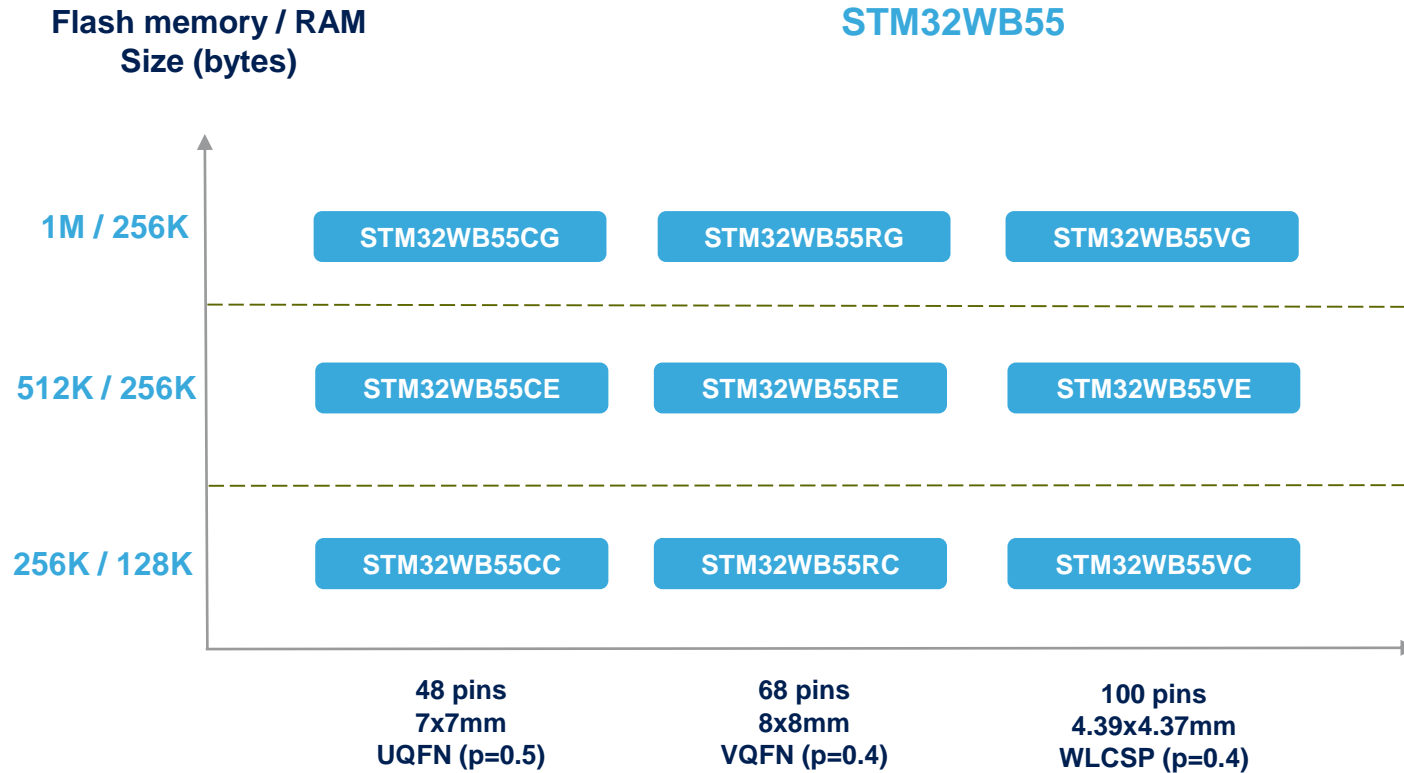 Flash memory / RAM
Size (bytes)
STM32WB55
1M / 256K
STM32WB55CG
STM32WB55RG
STM32WB55VG
512K / 256K
STM32WB55CE
STM32WB55RE
STM32WB55VE
256K / 128K
STM32WB55CC
STM32WB55RC
STM32WB55VC
48 pins
7x7mm
UQFN (p=0.5)
68 pins
8x8mm
VQFN (p=0.4)
100 pins
4.39x4.37mm
WLCSP (p=0.4)